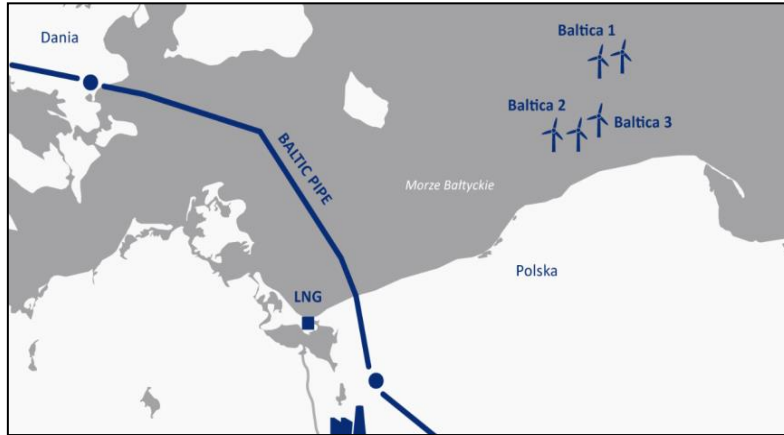 Dania
Baltica 1
Baltica 2
Baltica 3
BALTIC PIPE
Morze Bałtyckie
Polska
LNG